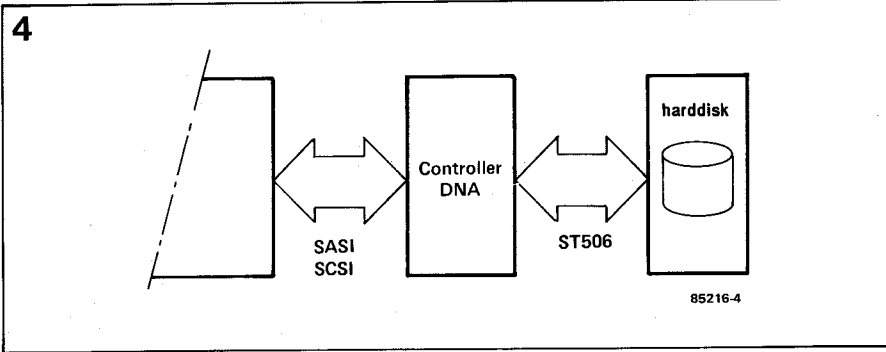 4
SASI
SCSI
Controller
DNA
ST506
harddisk
85216-4